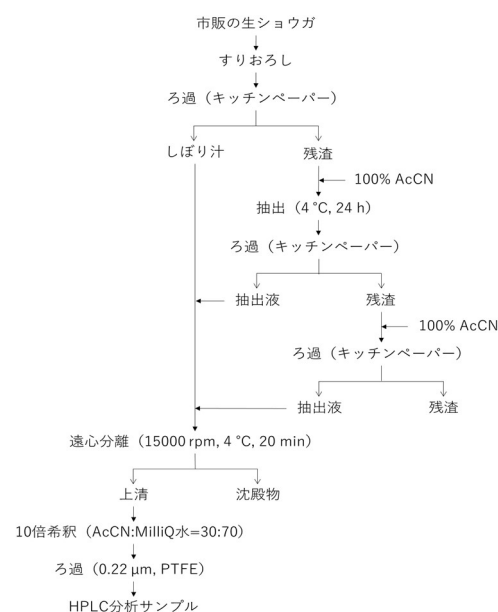 市販の生ショウガ
すりおろし
ろ過（キッチンペーパー）
しぼり汁
残渣
100% AcCN
抽出（4 °C, 24 h）
ろ過（キッチンペーパー）
抽出液
残渣
100% AcCN
ろ過（キッチンペーパー）
抽出液
残渣
遠心分離（15000 rpm, 4 °C, 20 min）
上清
沈殿物
10倍希釈（AcCN:MilliQ水=30:70）
ろ過（0.22 μm, PTFE）
HPLC分析サンプル